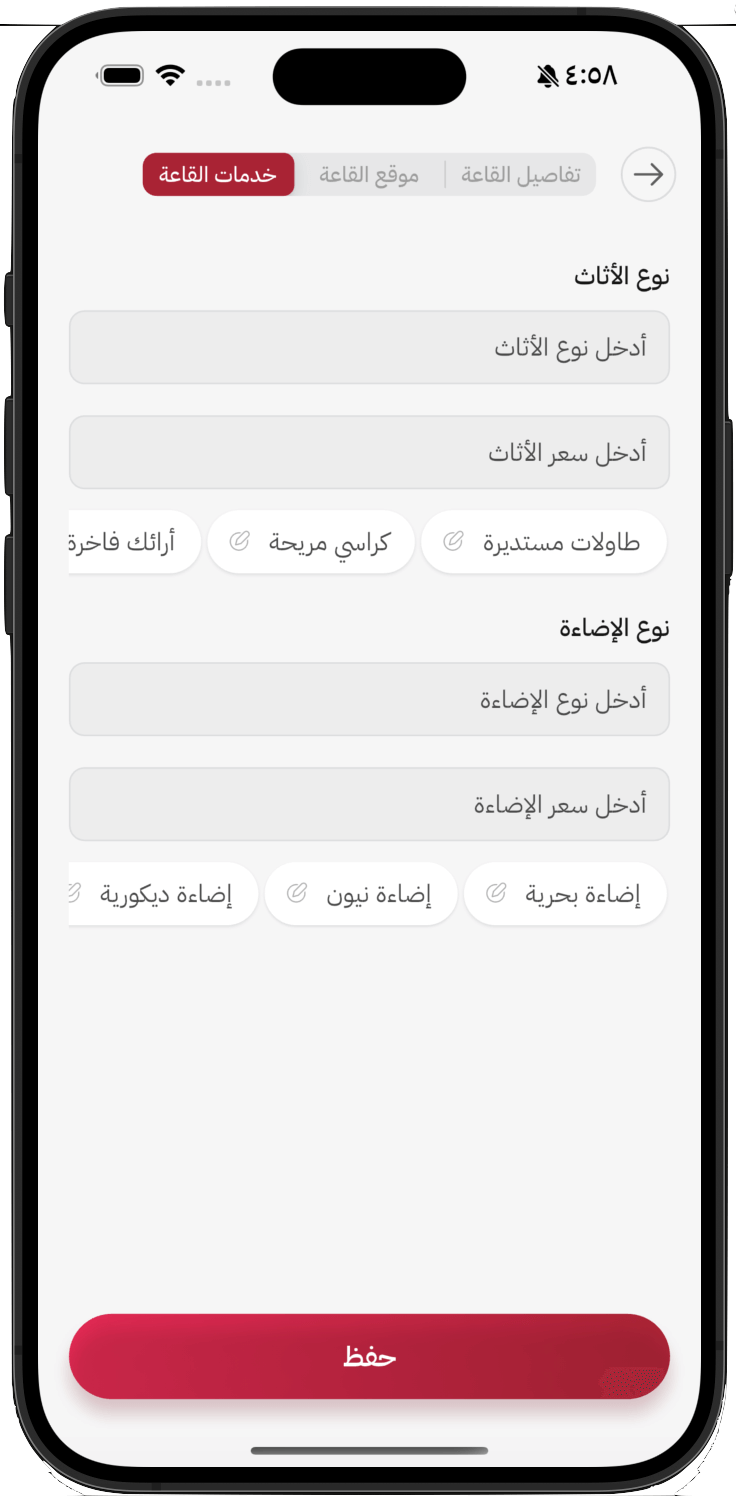 ٤:٥٨
تفاصيل القاعة موقع القاعة خدمات القاعة
نوع الأثاث
أدخل نوع الأثاث
أدخل سعر الأثاث
طاولات مستديرة كراسي مريحة أرائك فاخرة
نوع الإضاءة
أدخل نوع الإضاءة
أدخل سعر الإضاءة
إضاءة بحرية إضاءة نيون إضاءة ديكورية
حفظ